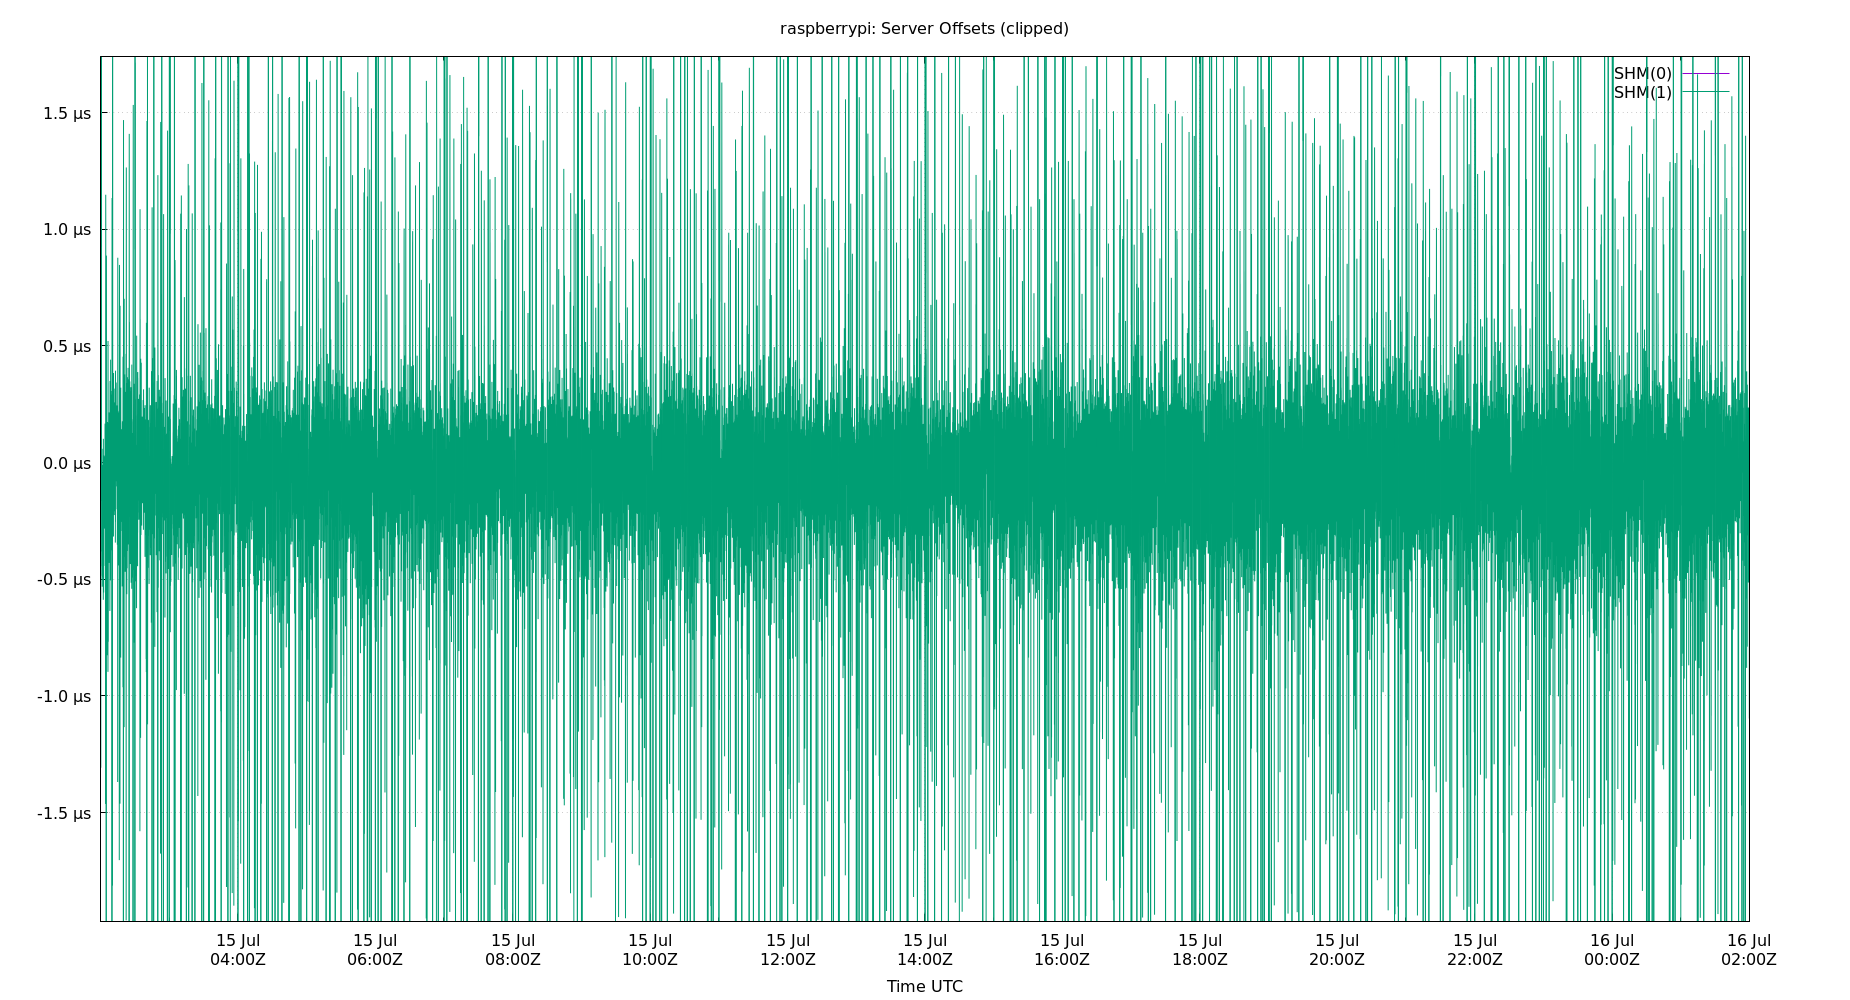 raspberrypi: Server Offsets (clipped)
SHM(0)
SHM(1)
1.5 µs
1.0 µs
0.5 µs
0.0 µs
-0.5 µs
-1.0 µs
-1.5 µs
15 Jul 15 Jul 15 Jul 15 Jul 15 Jul 15 Jul 15 Jul 15 Jul 15 Jul 15 Jul 16 Jul 16 Jul
04:00Z 06:00Z 08:00Z 10:00Z 12:00Z 14:00Z 16:00Z 18:00Z 20:00Z 22:00Z 00:00Z 02:00Z
Time UTC